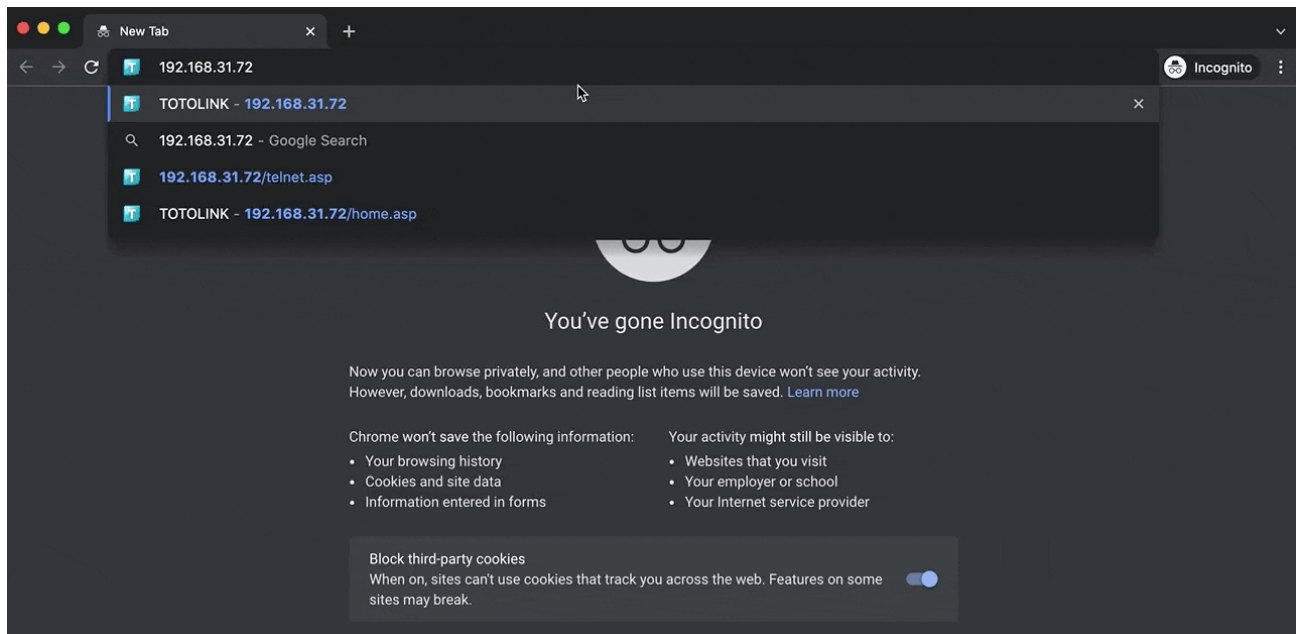 New Tab
192.168.31.72
Incognito
TOTOLINK - 192.168.31.72
192.168.31.72 - Google Search
192.168.31.72/telnet.asp
TOTOLINK - 192.168.31.72/home.asp
You've gone Incognito
Now you can browse privately, and other people who use this device won't see your activity.
However, downloads, bookmarks and reading list items will be saved. Learn more
Chrome won't save the following information:
• Your browsing history
• Cookies and site data
• Information entered in forms
Your activity might still be visible to:
• Websites that you visit
• Your employer or school
• Your Internet service provider
Block third-party cookies
When on, sites can't use cookies that track you across the web. Features on some
sites may break.